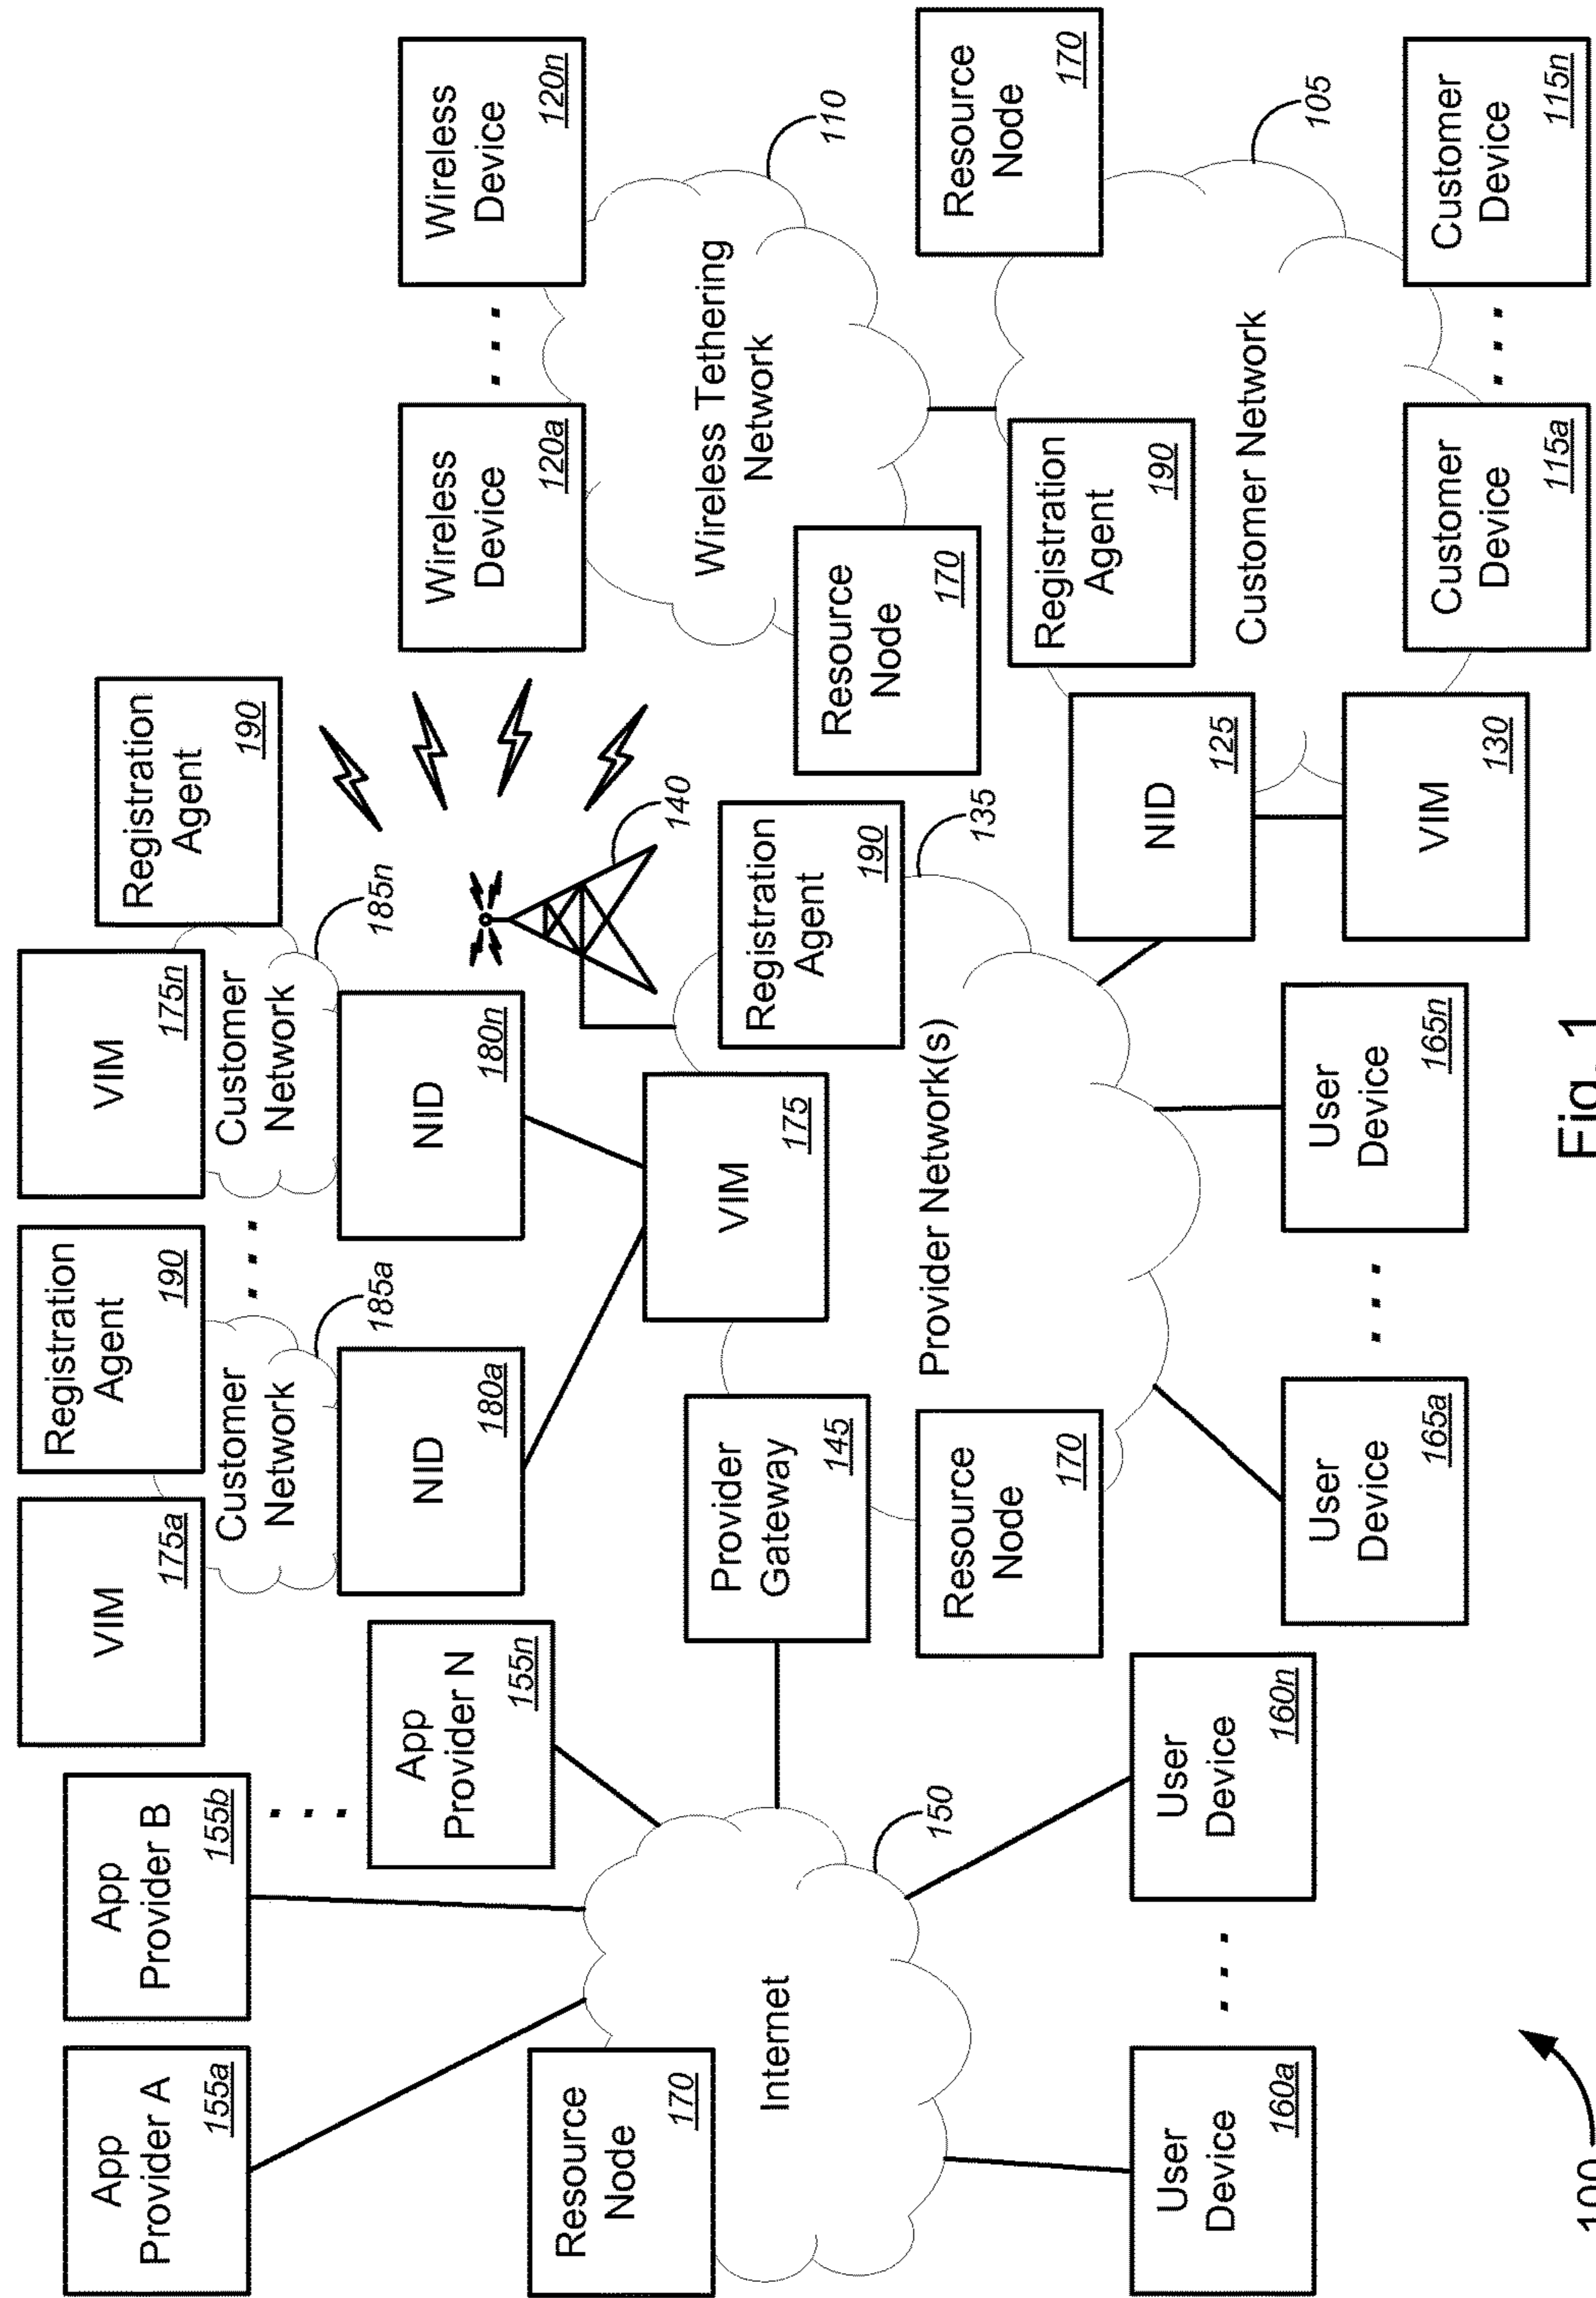 App
Provider A
155a
App
Provider B
155b
. . .
App
Provider N
155n
VIM
175a
Registration
Agent
190
VIM
175n
Registration
Agent
190
Customer
Network
185a
. . .
Customer
Network
185n
NID
180a
NID
180n
Wireless
Device
120a
. . .
Wireless
Device
120n
140
Resource
Node
170
Internet
150
Provider
Gateway
145
VIM
175
Registration
Agent
190
135
Wireless Tethering
Network
110
Resource
Node
170
Resource
Node
170
Provider Network(s)
Resource
Node
170
Registration
Agent
190
Customer Network
105
NID
125
VIM
130
User
Device
160a
. . .
User
Device
160n
User
Device
165a
. . .
User
Device
165n
Customer
Device
115a
. . .
Customer
Device
115n
100
Fig. 1